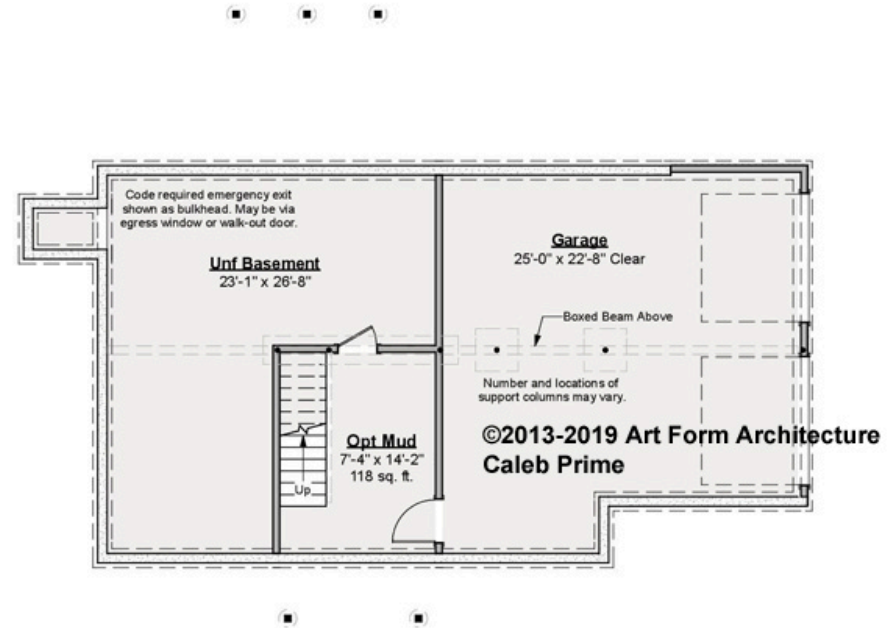 Code required emergency exit
shown as bulkhead. May be via
egress window or walk-out door.
Unf Basement
23'-1" x 26'-8"
Garage
25'-0" x 22'-8" Clear
Boxed Beam Above
Number and locations of
support columns may vary.
Opt Mud
7'-4" x 14'-2"
118 sq. ft.
Up
©2013-2019 Art Form Architecture
Caleb Prime